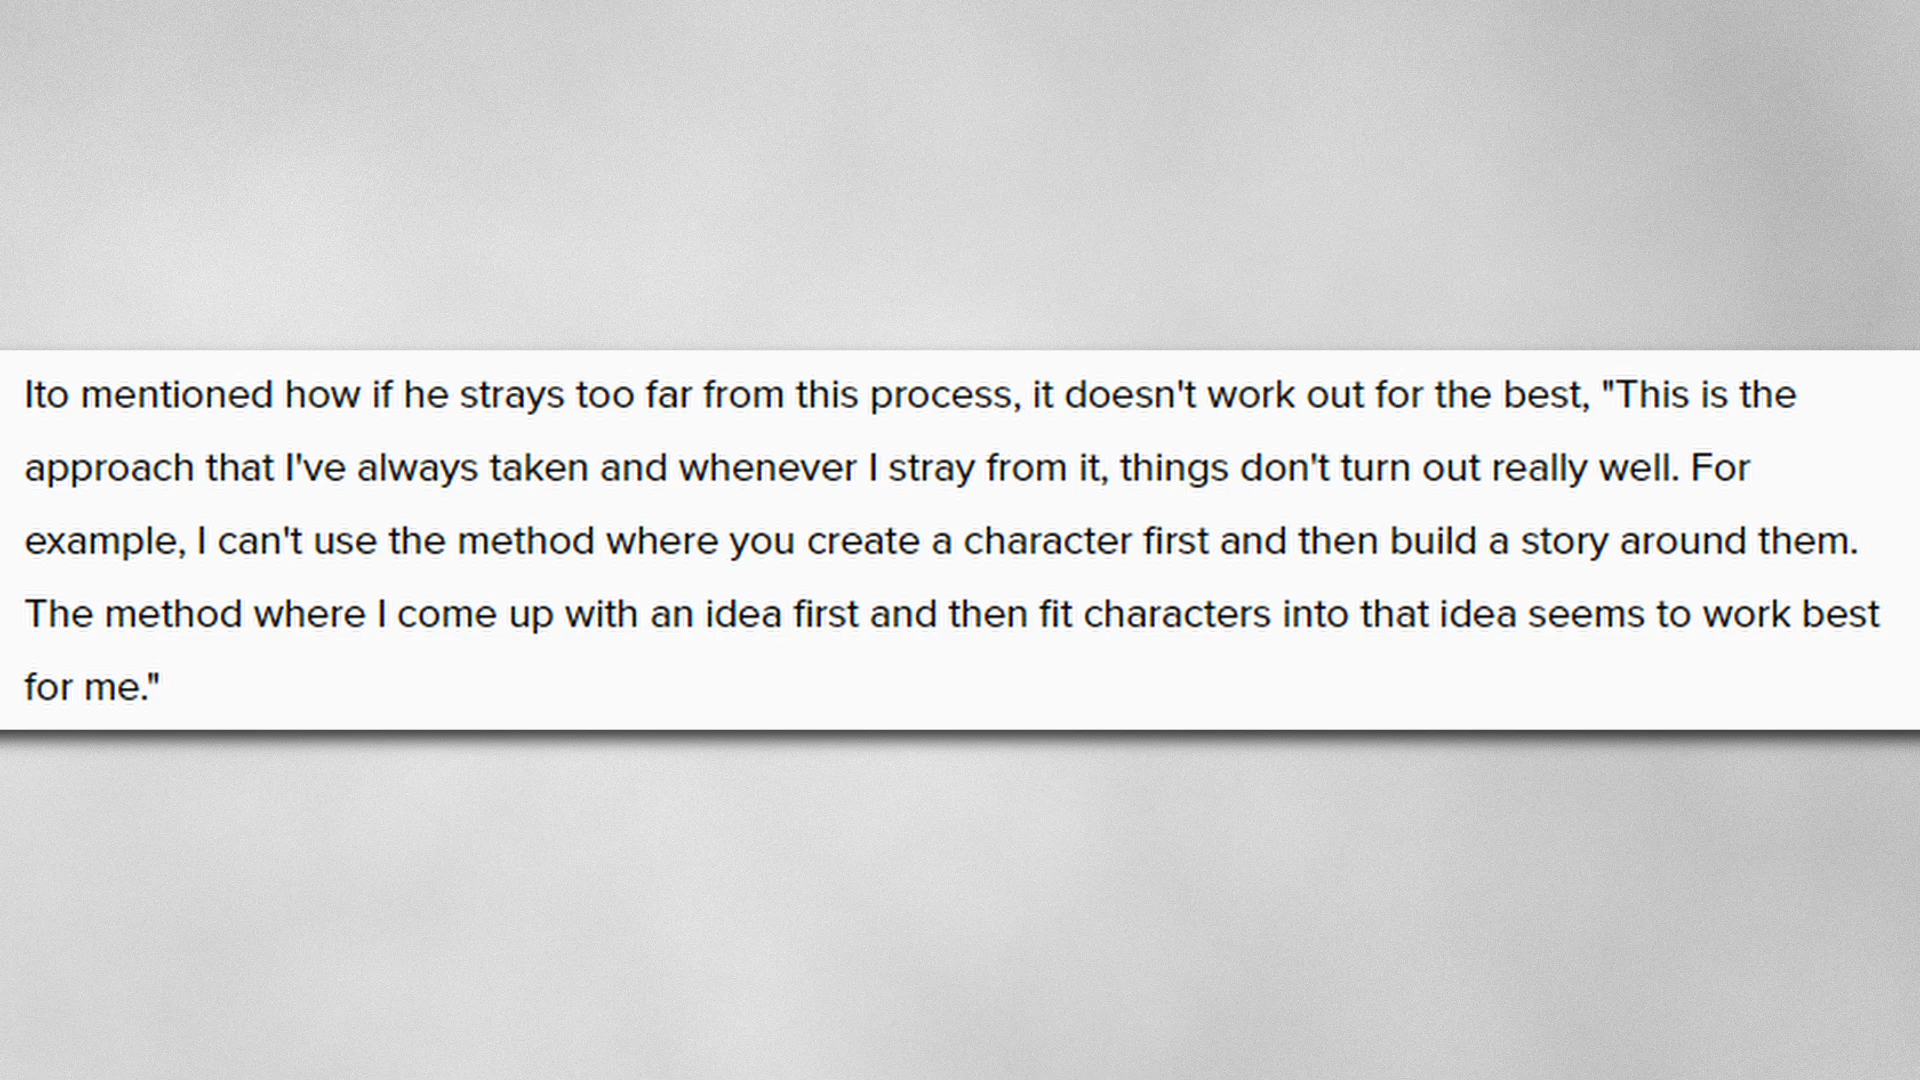 Ito mentioned how if he strays too far from this process, it doesn't work out for the best, "This is the
approach that I've always taken and whenever I stray from it, things don't turn out really well. For
example, I can't use the method where you create a character first and then build a story around them.
The method where I come up with an idea first and then fit characters into that idea seems to work best
for me."